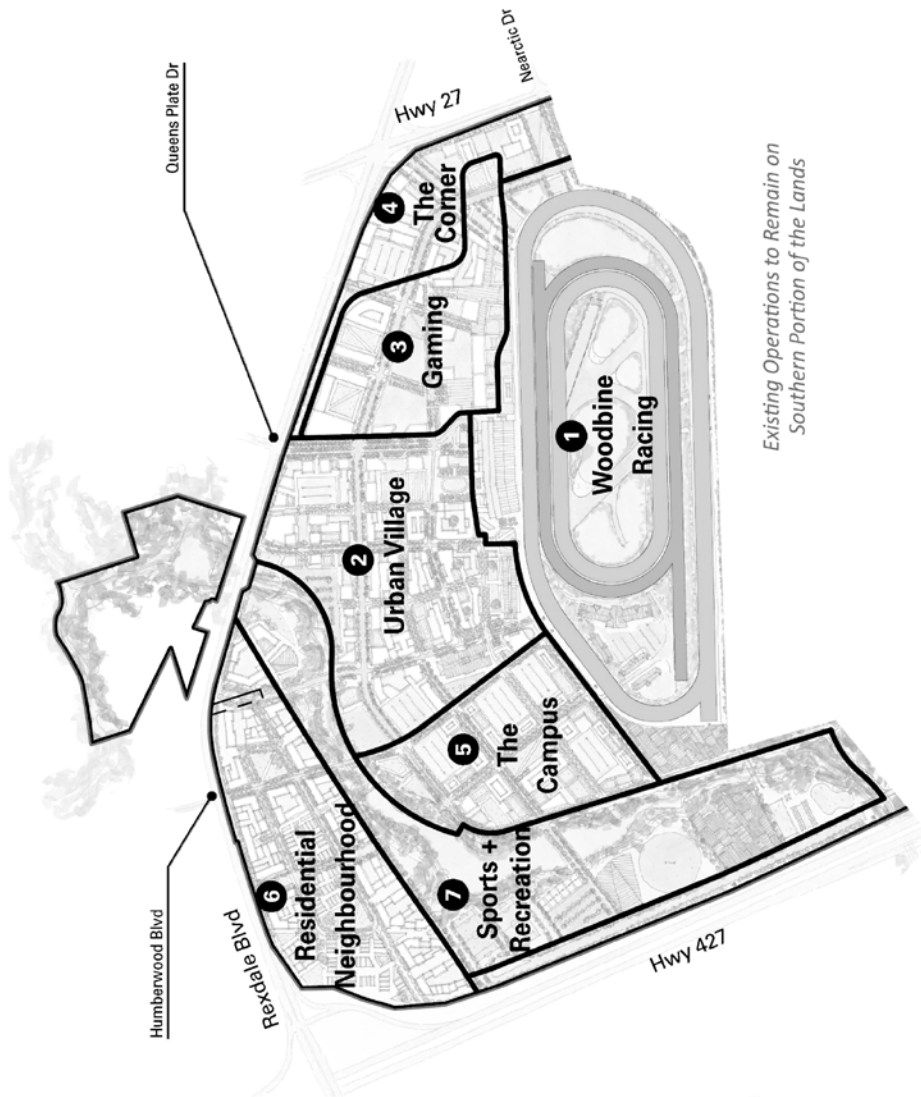 Humberwood Blvd
Queens Plate Dr
Rexdale Blvd
Hwy 27
Nearctic Dr
6
Residential
Neighbourhood
2
Urban Village
3
Gaming
4
The
Corner
5
The
Campus
7
Sports +
Recreation
1
Woodbine
Racing
Hwy 427
Existing Operations to Remain on
Southern Portion of the Lands